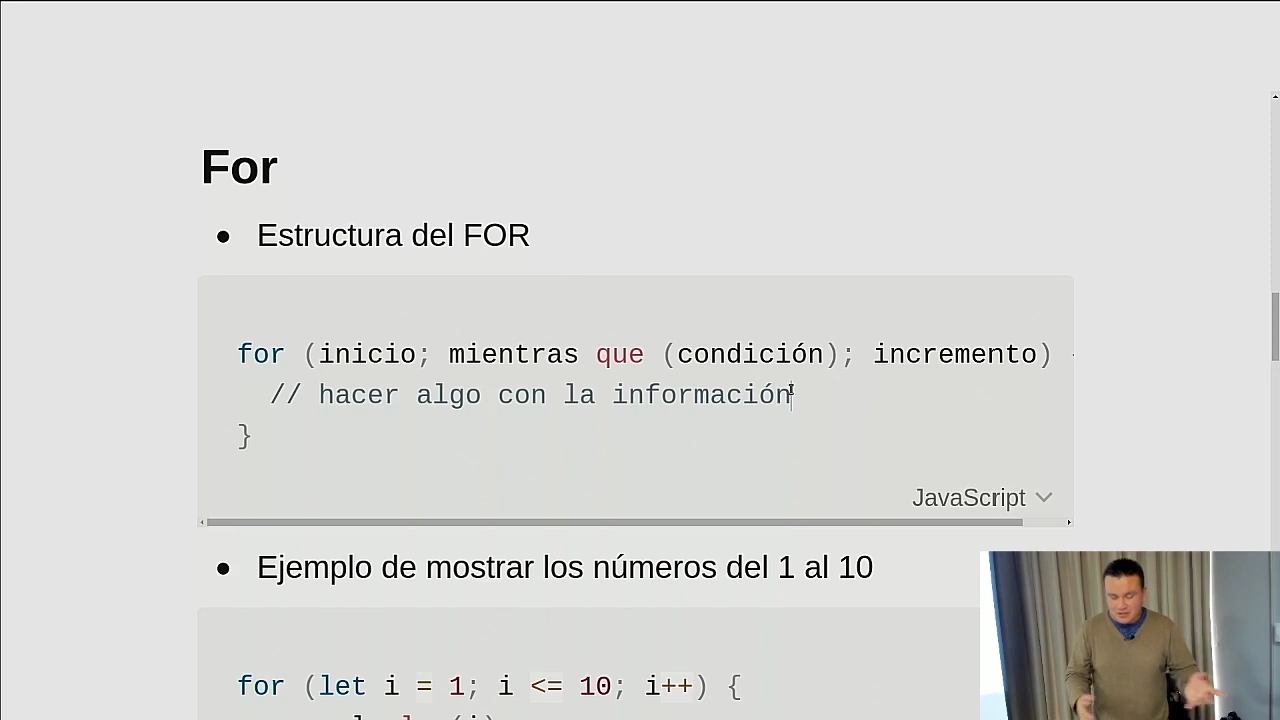 For
Estructura del FOR
for (inicio; mientras que (condición); incremento)
// hacer algo con la información
}
JavaScript
Ejemplo de mostrar los números del 1 al 10
for (let i = 1; i <= 10; i++) {